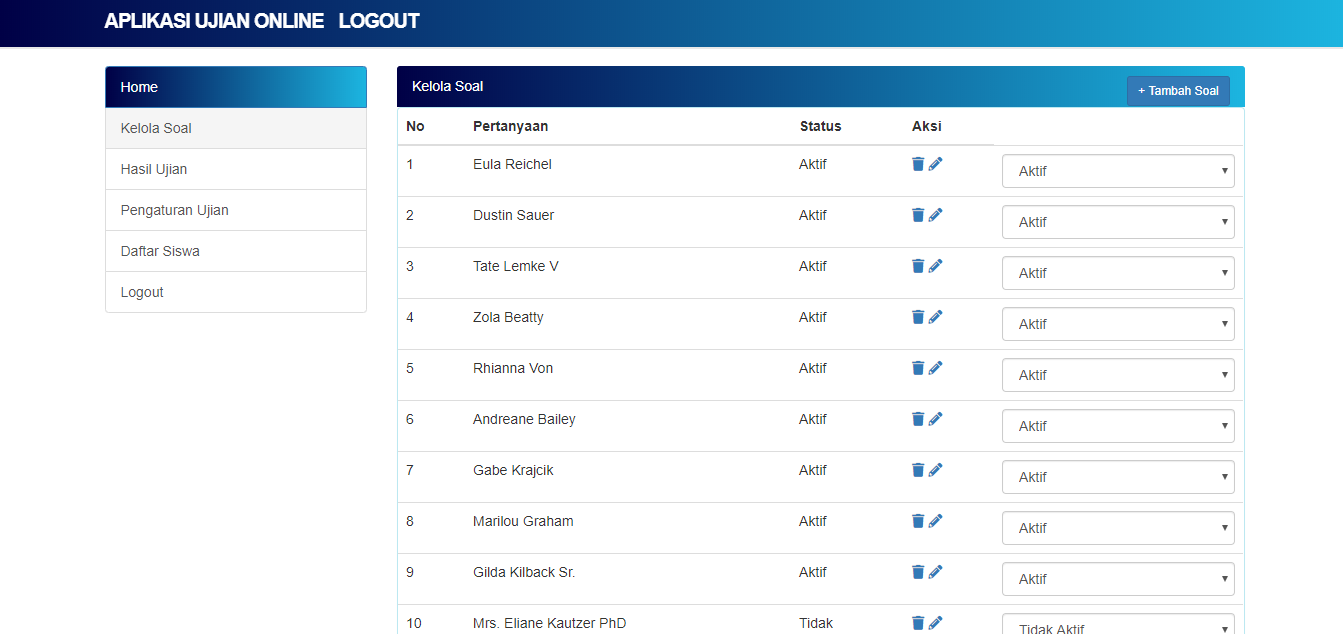 APLIKASI UJIAN ONLINE LOGOUT
Home
Kelola Soal
Hasil Ujian
Pengaturan Ujian
Daftar Siswa
Logout
Kelola Soal + Tambah Soal
No Pertanyaan Status Aksi
1 Eula Reichel Aktif Aktif
2 Dustin Sauer Aktif Aktif
3 Tate Lemke V Aktif Aktif
4 Zola Beatty Aktif Aktif
5 Rhianna Von Aktif Aktif
6 Andreane Bailey Aktif Aktif
7 Gabe Krajcik Aktif Aktif
8 Marilou Graham Aktif Aktif
9 Gilda Kilback Sr. Aktif Aktif
10 Mrs. Eliane Kautzer PhD Tidak Tidak Aktif